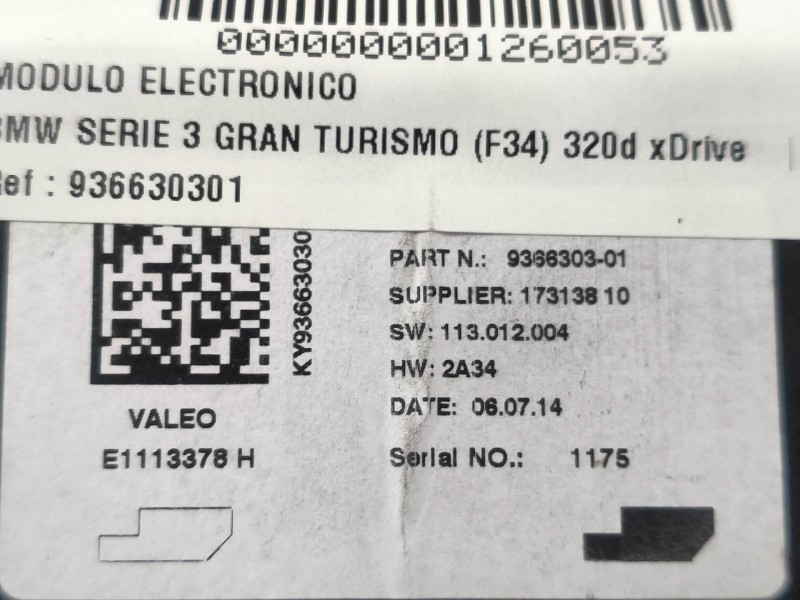 0000000001260053
MODULO ELECTRONICO
BMW SERIE 3 GRAN TURISMO (F34) 320d xDrive
Ref : 936630301
KY93663030
PART N.: 9366303-01
SUPPLIER: 173138 10
SW: 113.012.004
HW: 2A34
DATE: 06.07.14
VALEO
E1113378 H
Serial NO.: 1175